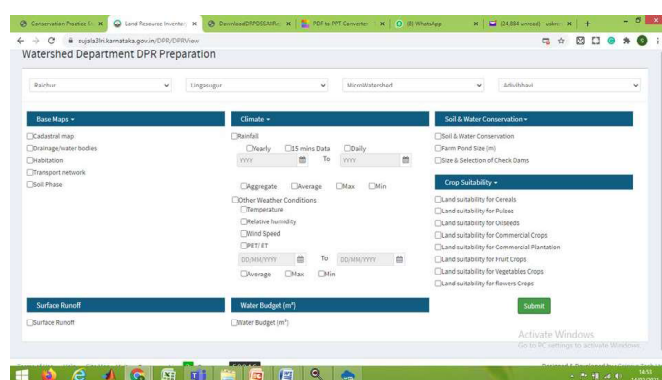 Conservation Practice
Land Resource Inventory
PDF to PPT Converter
(8) WhatsApp
sujala3lri.karnataka.gov.in/DPR/DPRView
Watershed Department DPR Preparation
Raichur
Lingasugur
MicroWatershed
Adivibhavi
Base Maps
Cadastral map
Drainage/water bodies
Habitation
Transport network
Soil Phase
Climate
Rainfall
Yearly 15 mins Data Daily
YYYY To YYYY
Aggregate Average Max Min
Other Weather Conditions
Temperature
Relative humidity
Wind Speed
PET/ ET
DD/MM/YYYY To DD/MM/YYYY
Average Max Min
Soil & Water Conservation
Soil & Water Conservation
Farm Pond Size (m)
Size & Selection of Check Dams
Crop Suitability
Land suitability for Cereals
Land suitability for Pulses
Land suitability for Oilseeds
Land suitability for Commercial Crops
Land suitability for Commercial Plantation
Land suitability for Fruit Crops
Land suitability for Vegetables Crops
Land suitability for flowers Crops
Surface Runoff
Surface Runoff
Water Budget (m³)
Water Budget (m³)
Submit
Activate Windows
Go to PC settings to activate Windows.
14:53